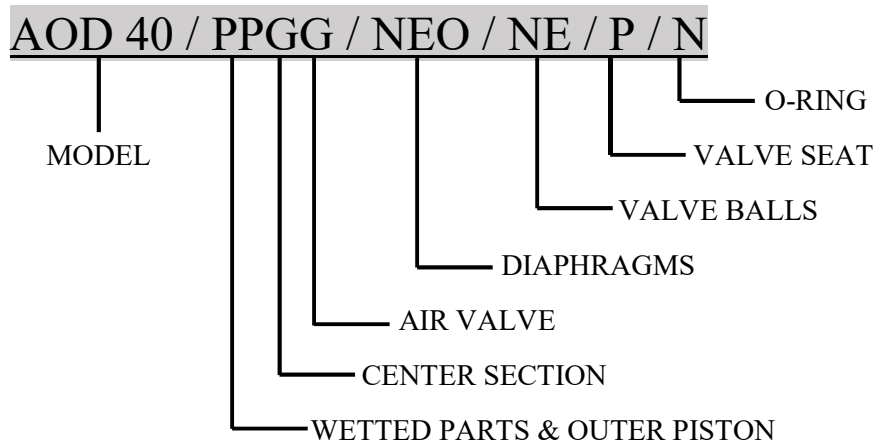 AOD 40 / PPGG / NEO / NE / P / N
O-RING
MODEL
VALVE SEAT
VALVE BALLS
DIAPHRAGMS
AIR VALVE
CENTER SECTION
WETTED PARTS & OUTER PISTON